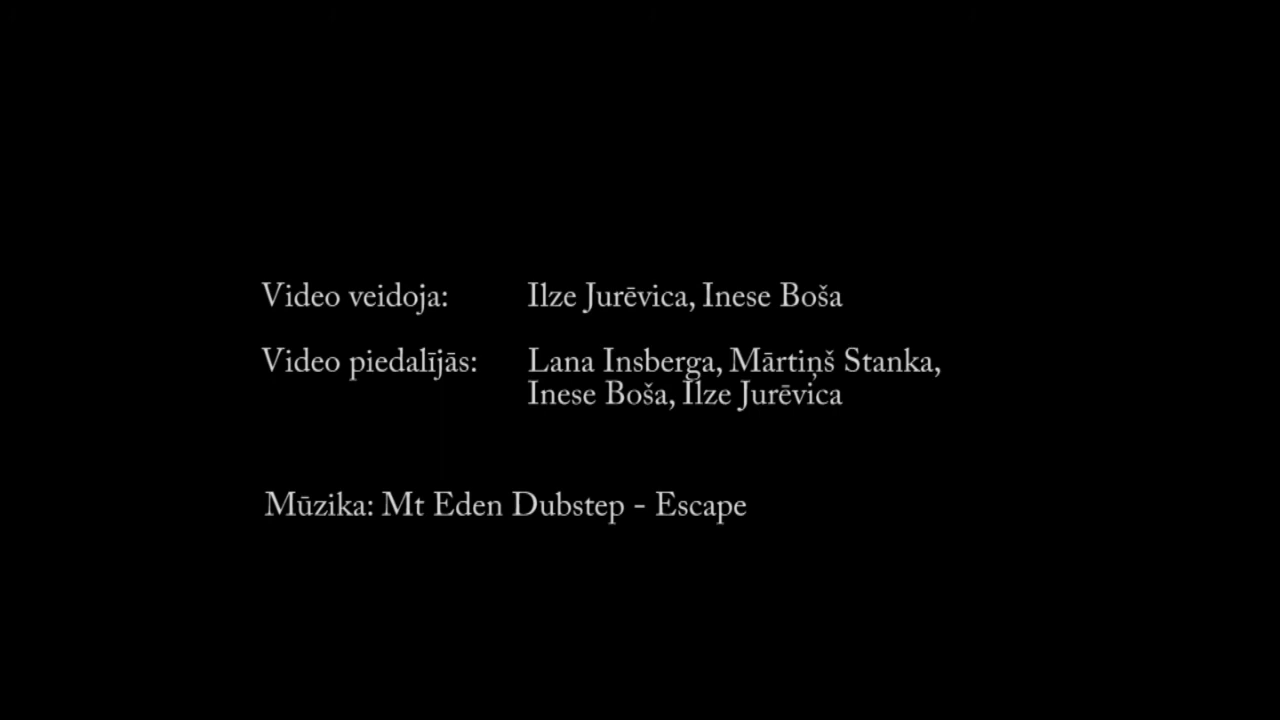 Video veidoja: Ilze Jurēvica, Inese Boša
Video piedalījās: Lana Insberga, Mārtiņš Stanka,
Inese Boša, Ilze Jurēvica
Mūzika: Mt Eden Dubstep - Escape